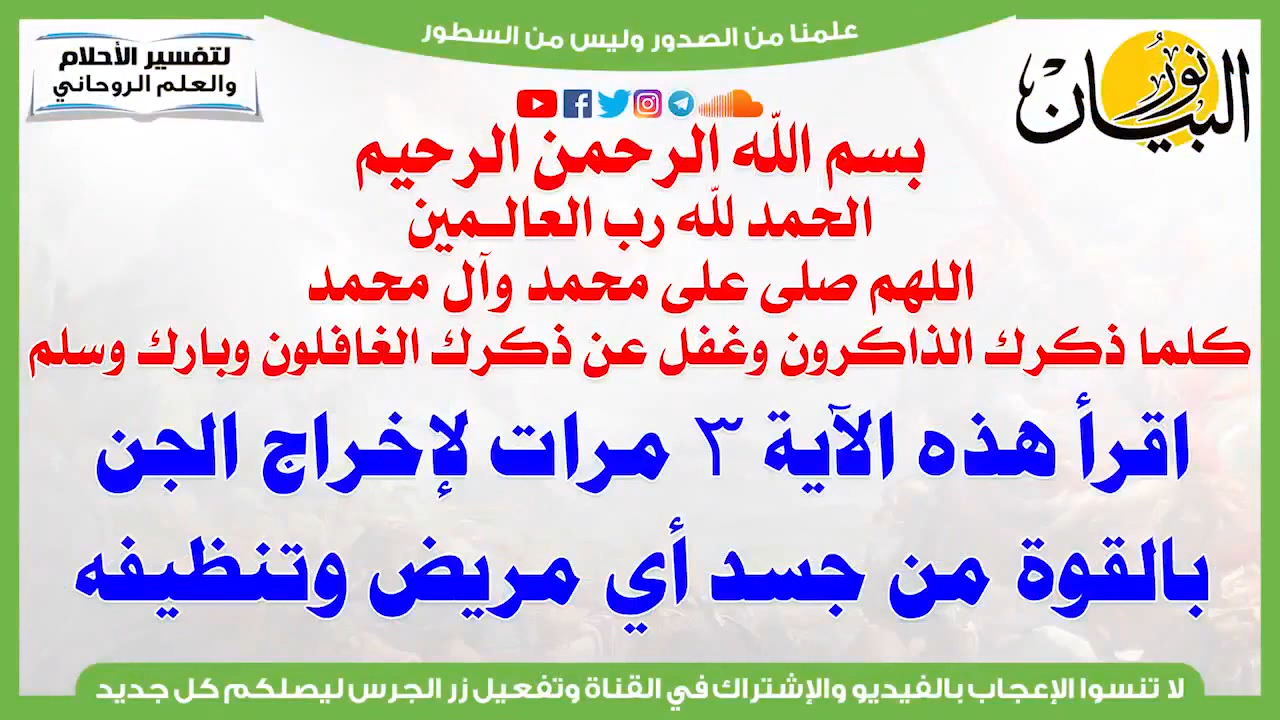 علمنا من الصدور وليس من السطور
نور البيان
لتفسير الأحلام
والعلم الروحاني
بسم الله الرحمن الرحيم
الحمد لله رب العالـمين
اللهم صلى على محمد وآل محمد
كلما ذكرك الذاكرون وغفل عن ذكرك الغافلون وبارك وسلم
اقرأ هذه الآية ٣ مرات لإخراج الجن
بالقوة من جسد أي مريض وتنظيفه
لا تنسوا الإعجاب بالفيديو والإشتراك في القناة وتفعيل زر الجرس ليصلكم كل جديد